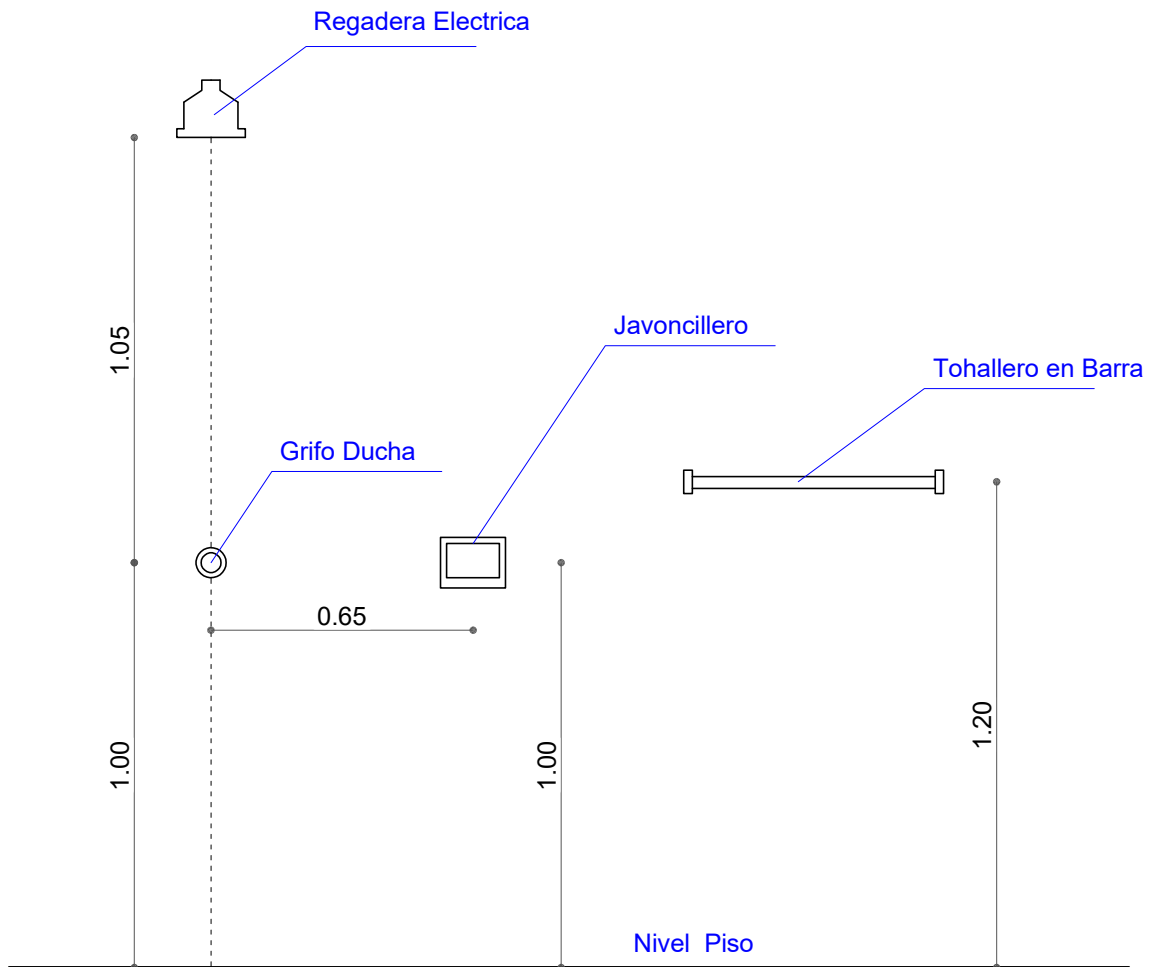 Regadera Electrica
Javoncillero
1.05
Tohallero en Barra
Grifo Ducha
0.65
1.20
1.00
1.00
Nivel Piso